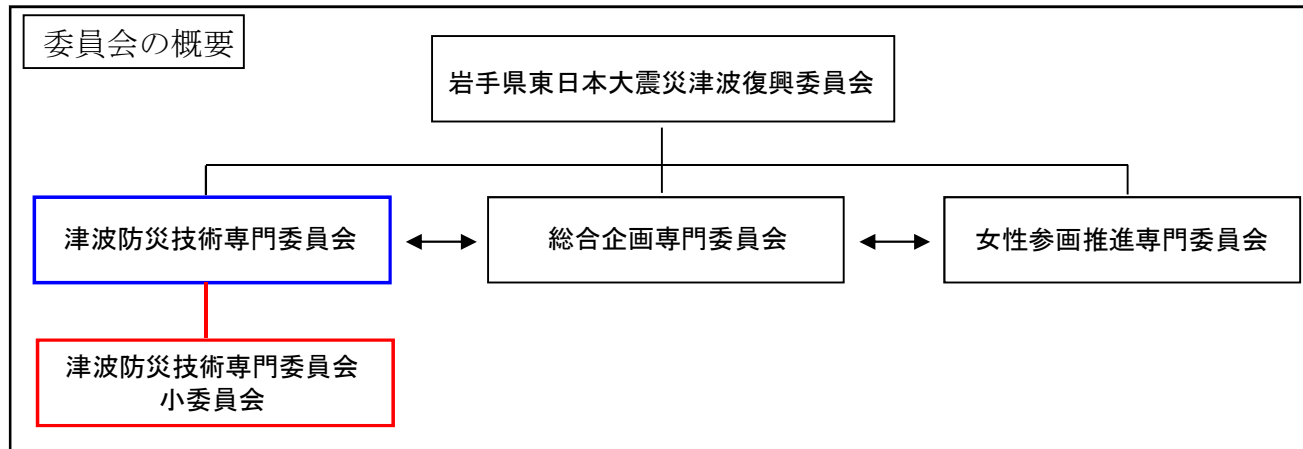 委員会の概要
岩手県東日本大震災津波復興委員会
津波防災技術専門委員会
総合企画専門委員会
女性参画推進専門委員会
津波防災技術専門委員会
小委員会